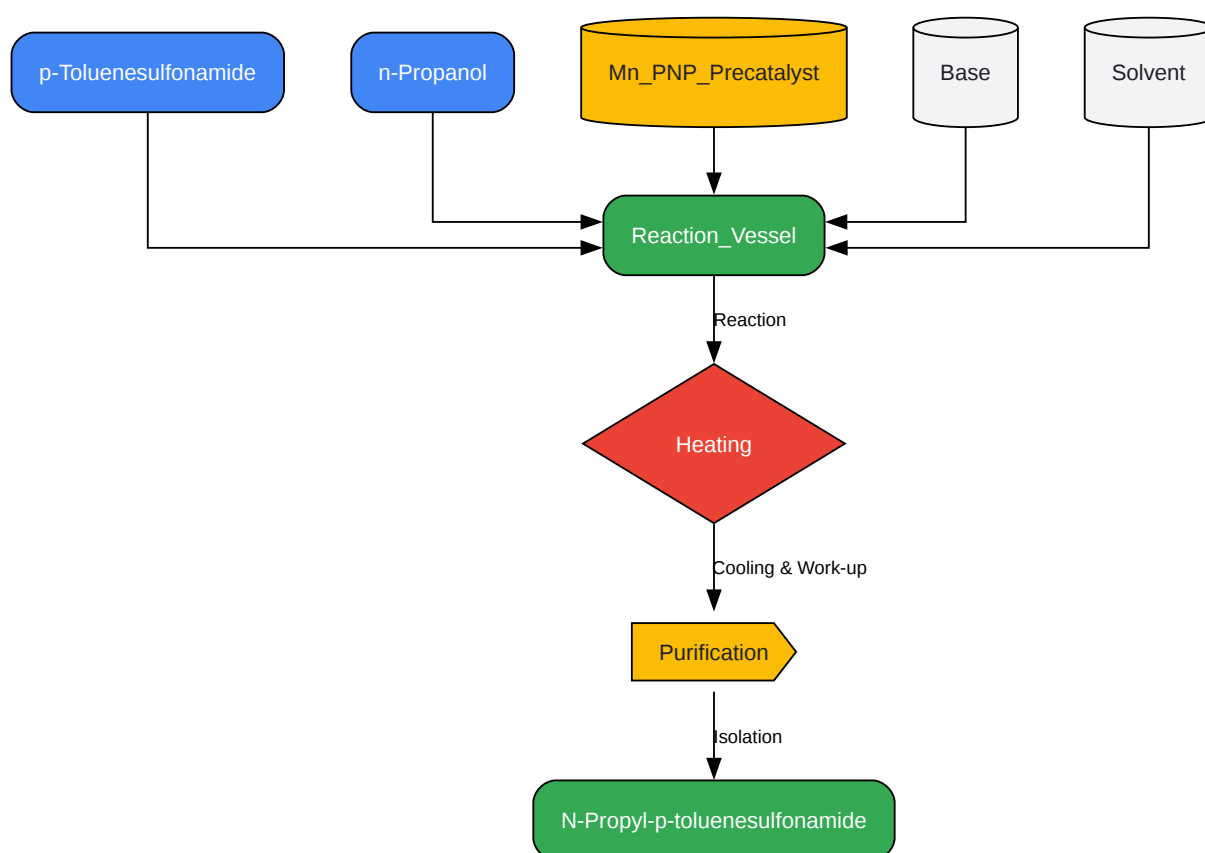 p-Toluenesulfonamide
n-Propanol
Mn_PNP_Precatalyst
Base
Solvent
Reaction_Vessel
Reaction
Heating
Cooling & Work-up
Purification
Isolation
N-Propyl-p-toluenesulfonamide